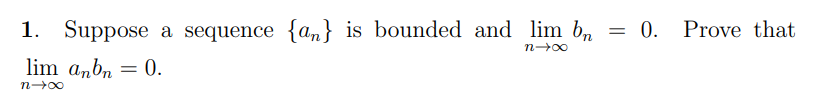 1. Suppose a sequence {aₙ} is bounded and lim n→∞ bₙ = 0. Prove that
lim n→∞ aₙbₙ = 0.